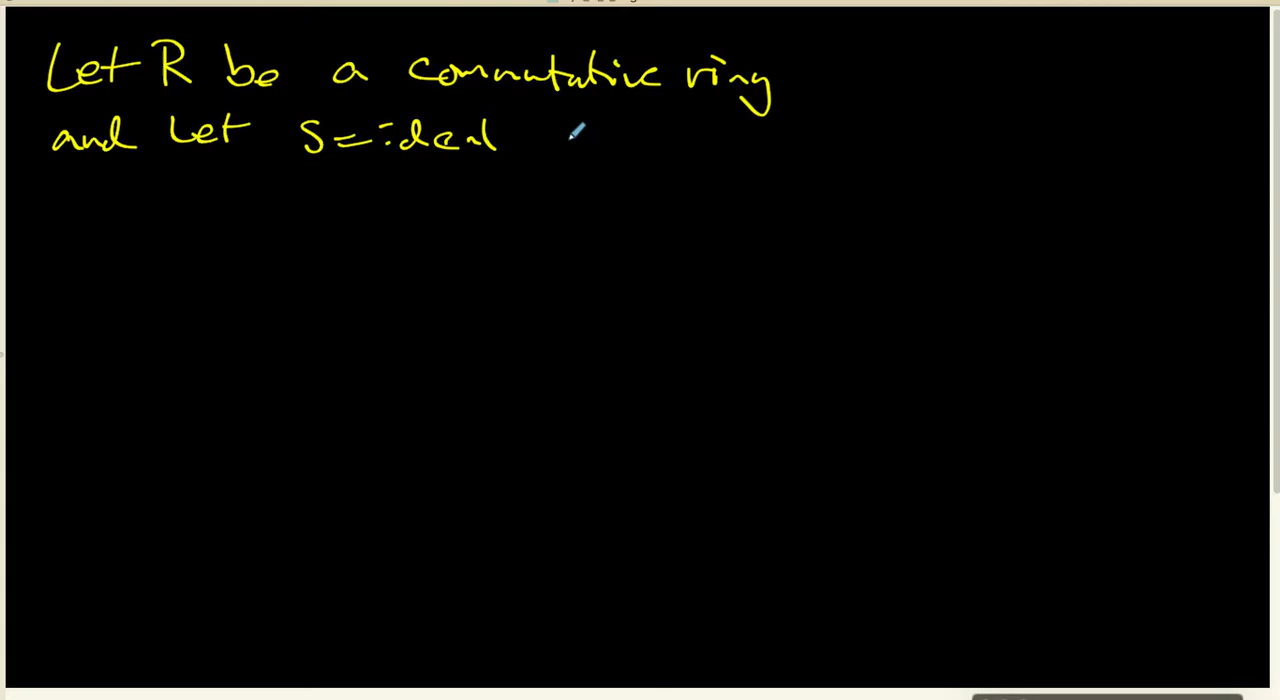 Let R be a commutative ring
and Let S = ideal